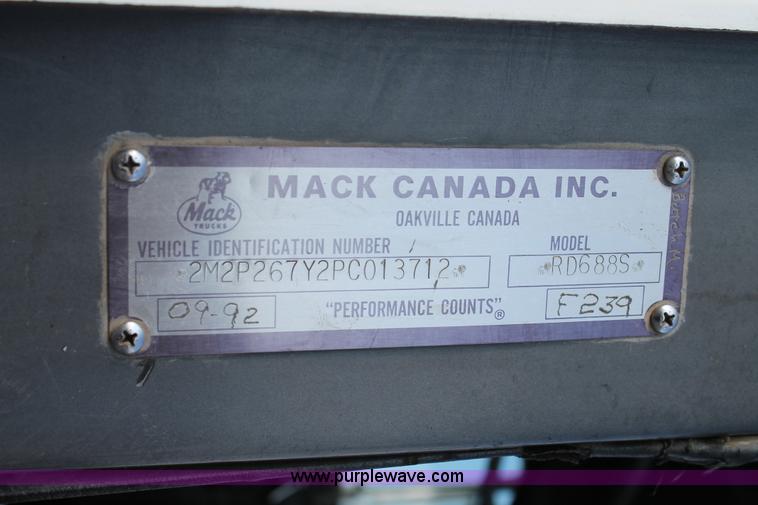 MACK CANADA INC.
Mack
TRUCKS
OAKVILLE CANADA
VEHICLE IDENTIFICATION NUMBER
MODEL
*2M2P267Y2PC013712*
*RD688S*
09-92
"PERFORMANCE COUNTS"®
F239
www.purplewave.com